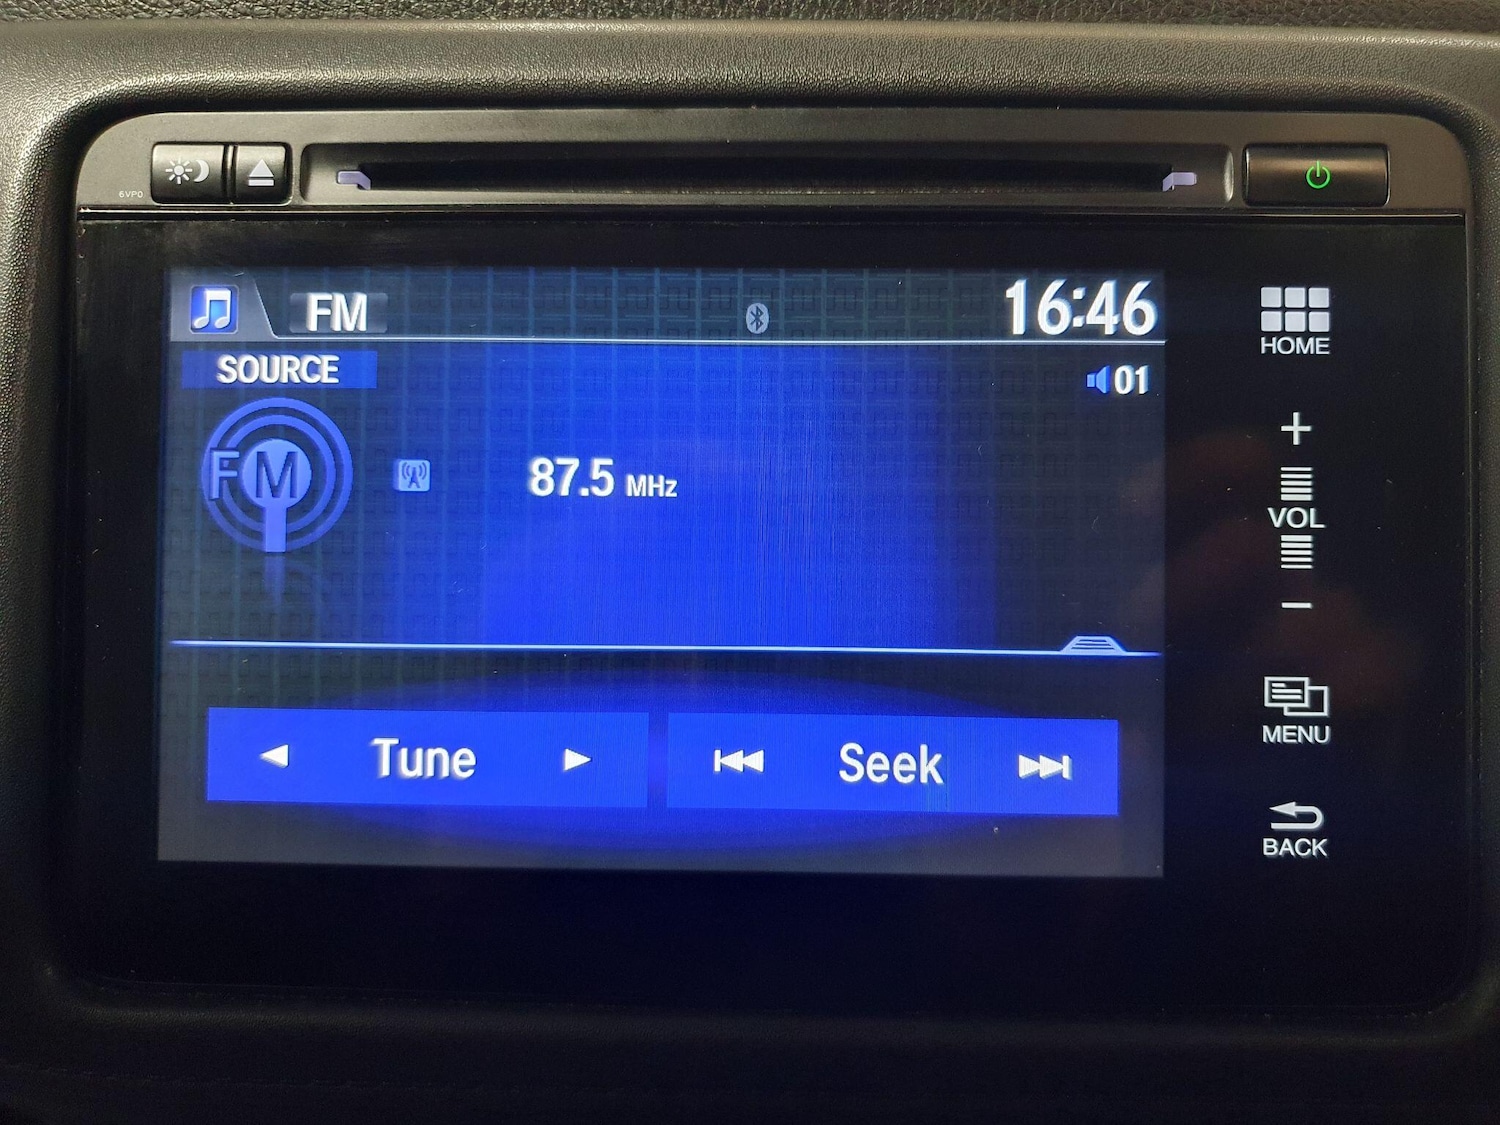 6VP0
FM
16:46
SOURCE
01
FM
87.5 MHz
Tune
Seek
HOME
+
VOL
−
MENU
BACK